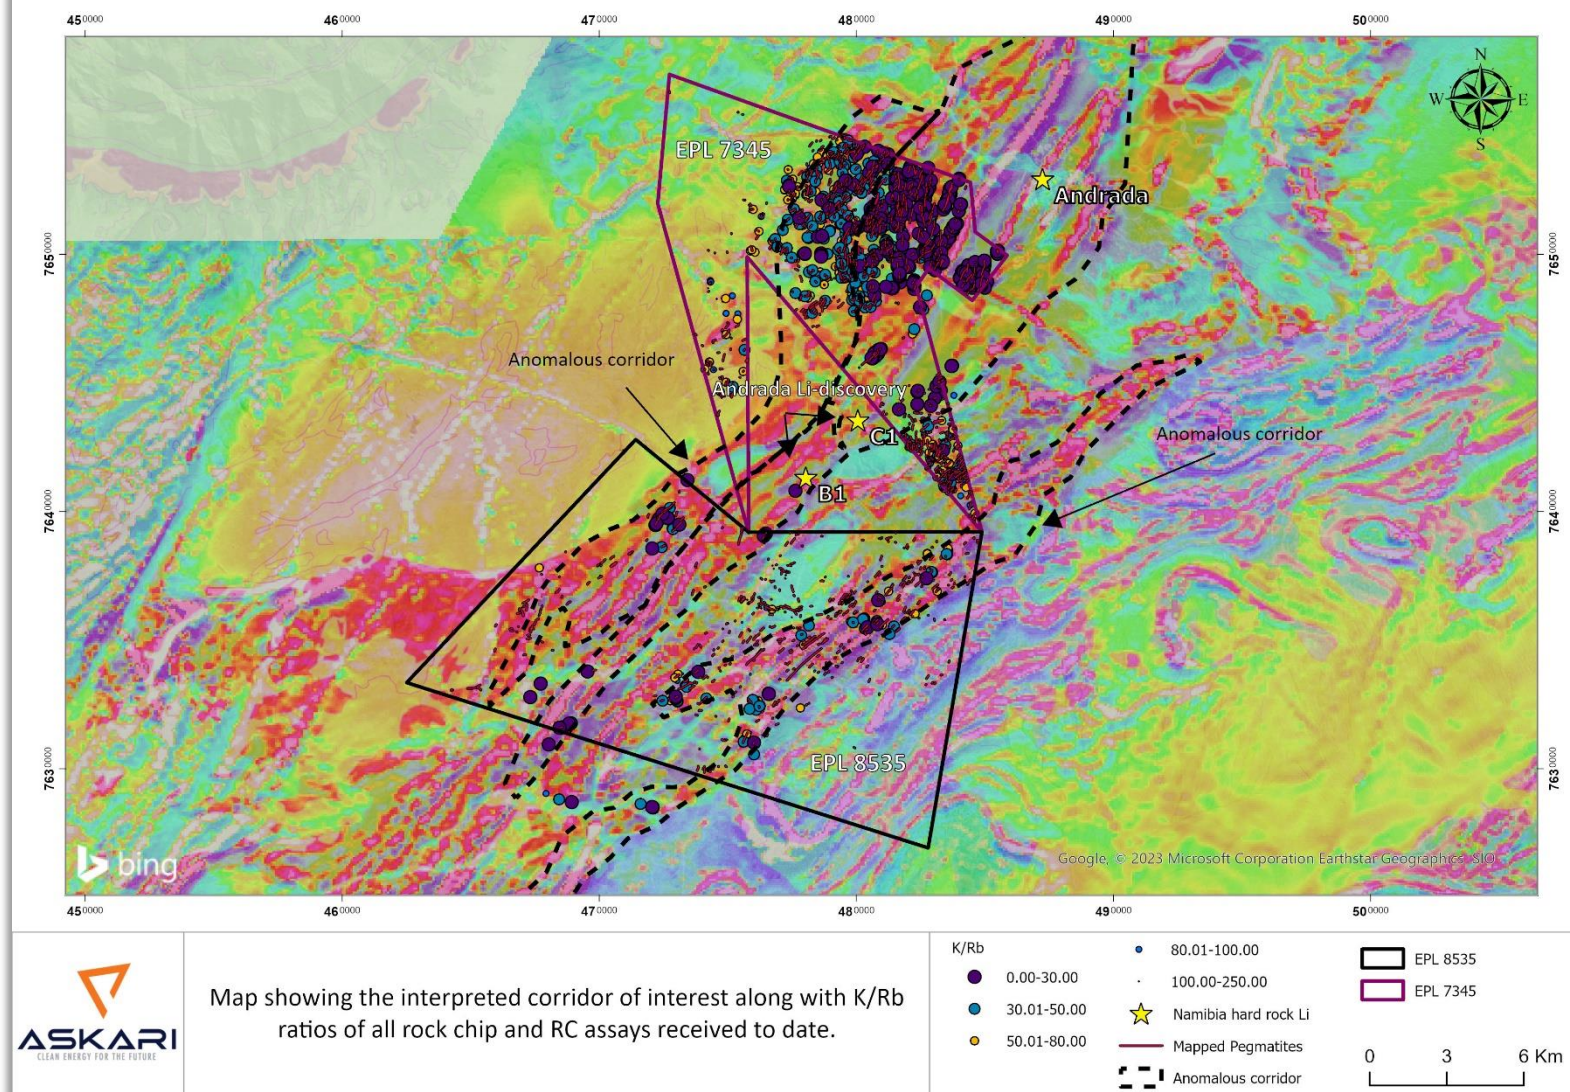 450000 460000 470000 480000 490000 500000
N
W E
S
EPL 7345
Andrada
7650000 7650000
Anomalous corridor
Andrada Li-discovery
C1
Anomalous corridor
B1
7640000 7640000
EPL 8535
7630000 7630000
bing
Google, © 2023 Microsoft Corporation Earthstar Geographics SIO
450000 460000 470000 480000 490000 500000
ASKARI
CLEAN ENERGY FOR THE FUTURE
Map showing the interpreted corridor of interest along with K/Rb
ratios of all rock chip and RC assays received to date.
K/Rb
0.00-30.00
30.01-50.00
50.01-80.00
80.01-100.00
100.00-250.00
Namibia hard rock Li
Mapped Pegmatites
Anomalous corridor
EPL 8535
EPL 7345
0 3 6 Km